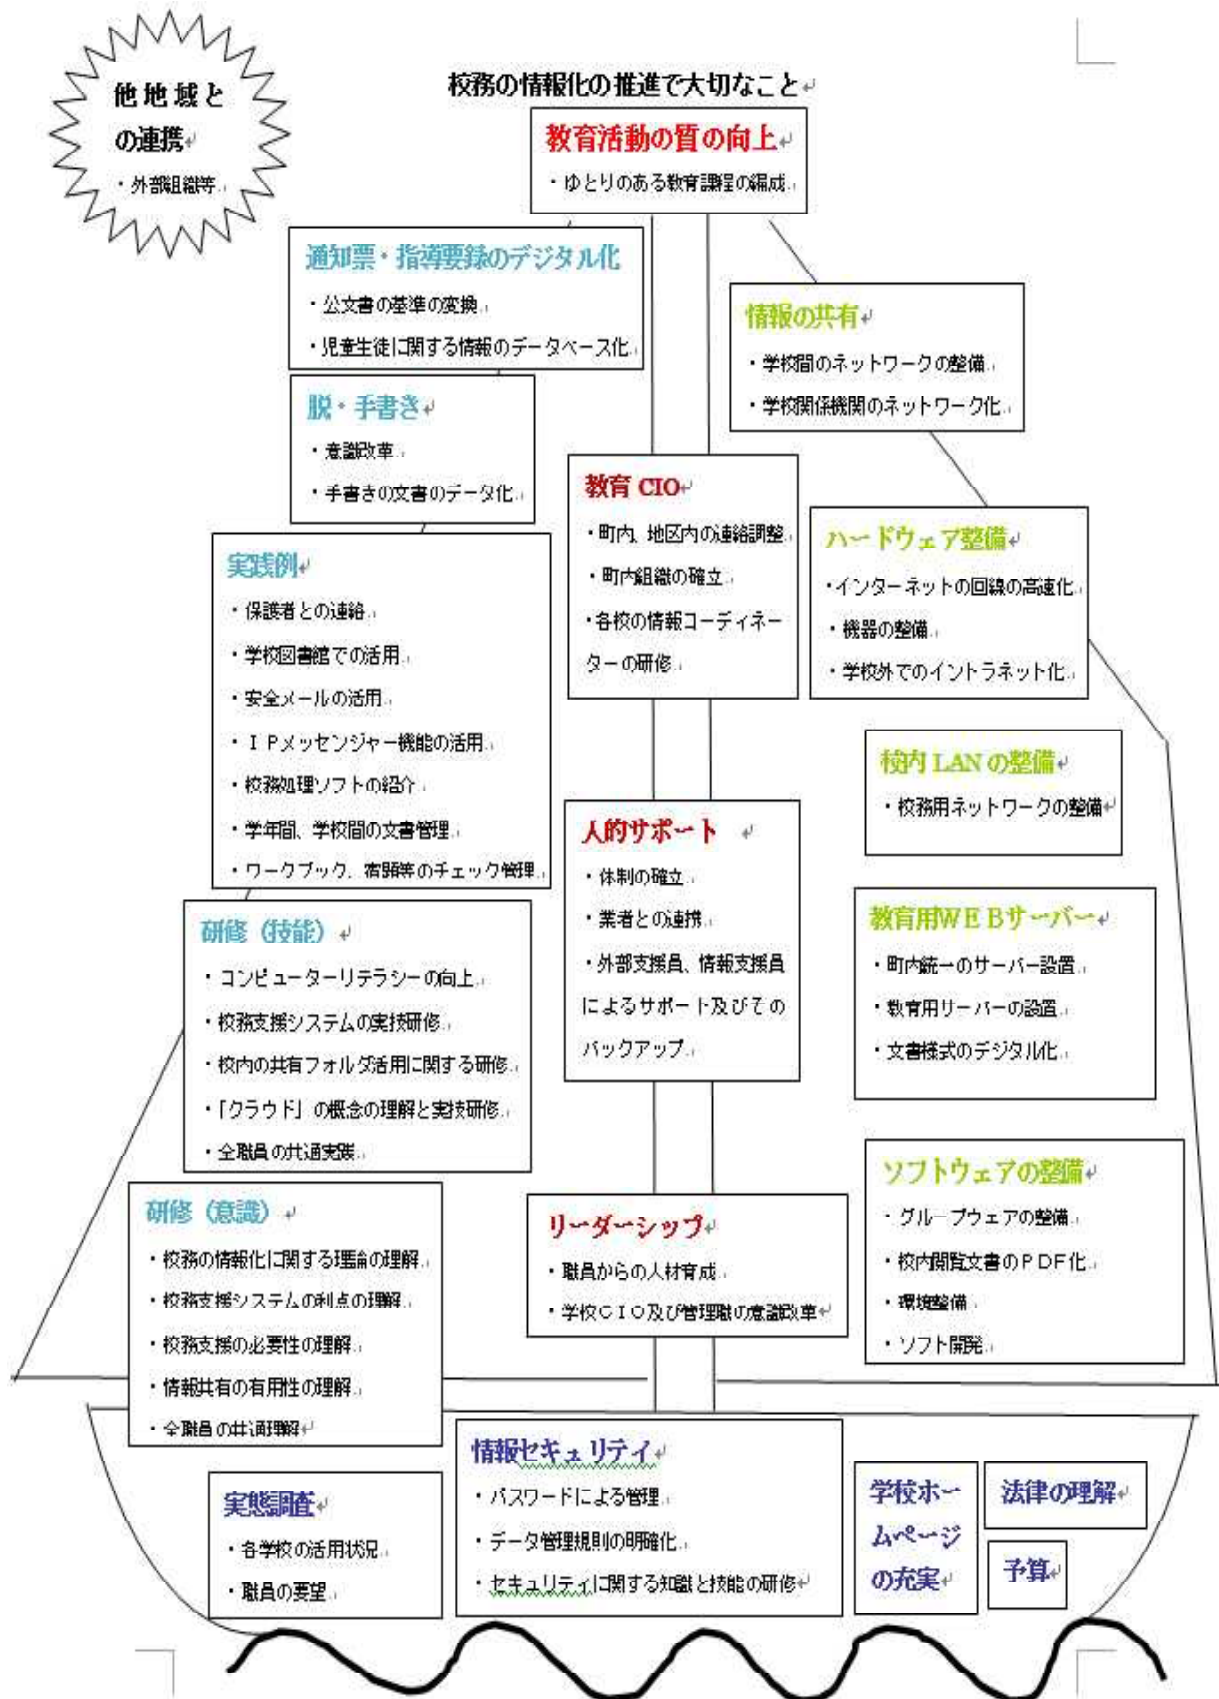 他地域と
の連携
・外部組織等
校務の情報化の推進で大切なこと
教育活動の質の向上
・ゆとりのある教育課程の編成
通知票・指導要録のデジタル化
・公文書の基準の変換
・児童生徒に関する情報のデータベース化
脱・手書き
・意識改革
・手書きの文書のデータ化
実践例
・保護者との連絡
・学校図書館での活用
・安全メールの活用
・ＩＰメッセンジャー機能の活用
・校務処理ソフトの紹介
・学年間、学校間の文書管理
・ワークブック、宿題等のチェック管理
研修（技能）
・コンピューターリテラシーの向上
・校務支援システムの実技研修
・校内の共有フォルダ活用に関する研修
・「クラウド」の概念の理解と実技研修
・全職員の共通実践
研修（意識）
・校務の情報化に関する理論の理解
・校務支援システムの利点の理解
・校務支援の必要性の理解
・情報共有の有用性の理解
・全職員の共通理解
教育 CIO
・町内、地区内の連絡調整
・町内組織の確立
・各校の情報コーディネー
ターの研修
人的サポート
・体制の確立
・業者との連携
・外部支援員、情報支援員
によるサポート及びその
バックアップ
リーダーシップ
・職員からの人材育成
・学校ＣＩＯ及び管理職の意識改革
情報の共有
・学校間のネットワークの整備
・学校関係機関のネットワーク化
ハードウェア整備
・インターネットの回線の高速化
・機器の整備
・学校外でのイントラネット化
校内 LAN の整備
・校務用ネットワークの整備
教育用ＷＥＢサーバー
・町内統一のサーバー設置
・教育用サーバーの設置
・文書様式のデジタル化
ソフトウェアの整備
・グループウェアの整備
・校内閲覧文書のＰＤＦ化
・環境整備
・ソフト開発
実態調査
・各学校の活用状況
・職員の要望
情報セキュリティ
・パスワードによる管理
・データ管理規則の明確化
・セキュリティに関する知識と技能の研修
学校ホー
ムページ
の充実
法律の理解
予算